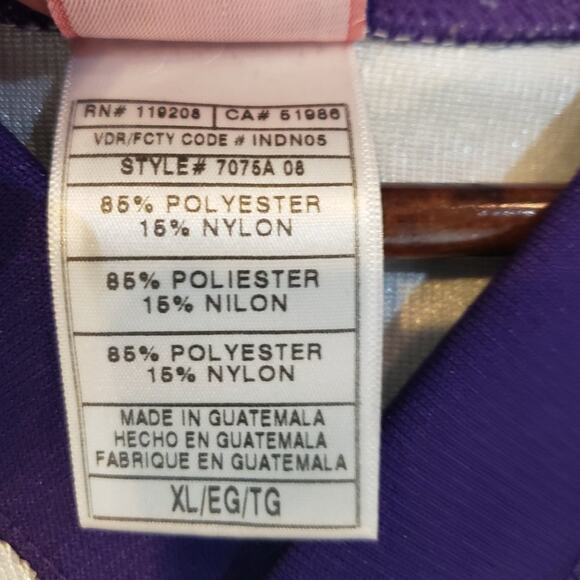 RN# 119208 CA# 51986
VDR/FCTY CODE # INDN05
STYLE# 7075A 08
85% POLYESTER
15% NYLON
85% POLIESTER
15% NILON
85% POLYESTER
15% NYLON
MADE IN GUATEMALA
HECHO EN GUATEMALA
FABRIQUE EN GUATEMALA
XL/EG/TG